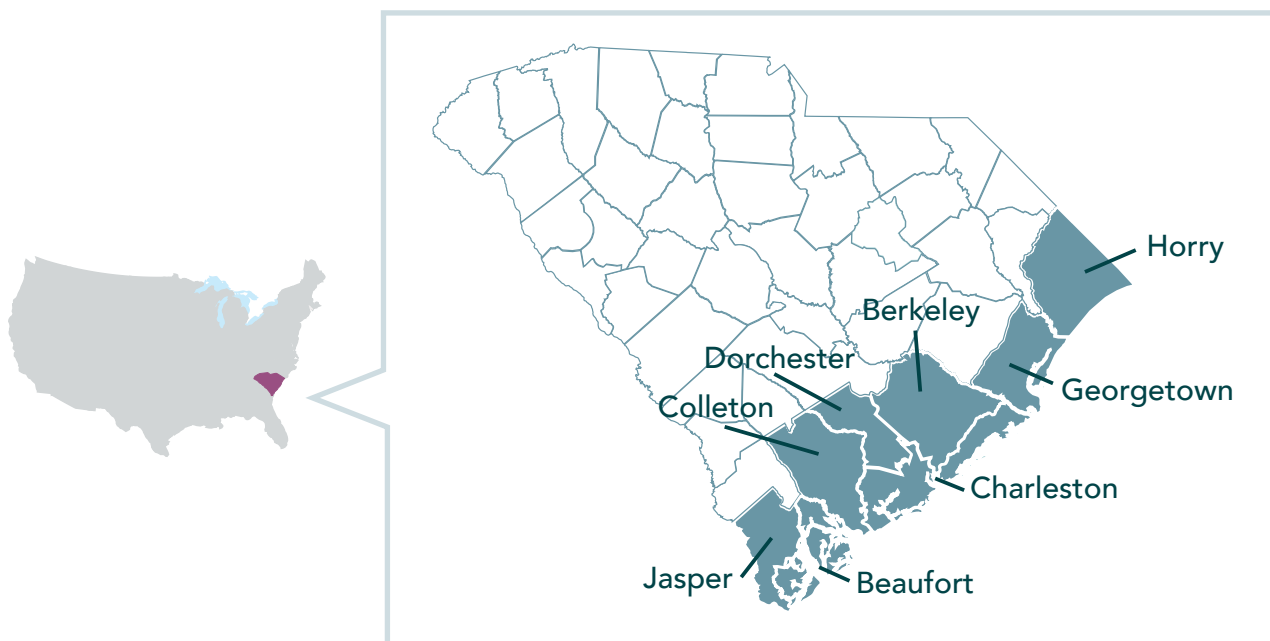 Horry
Berkeley
Dorchester
Georgetown
Colleton
Charleston
Jasper
Beaufort